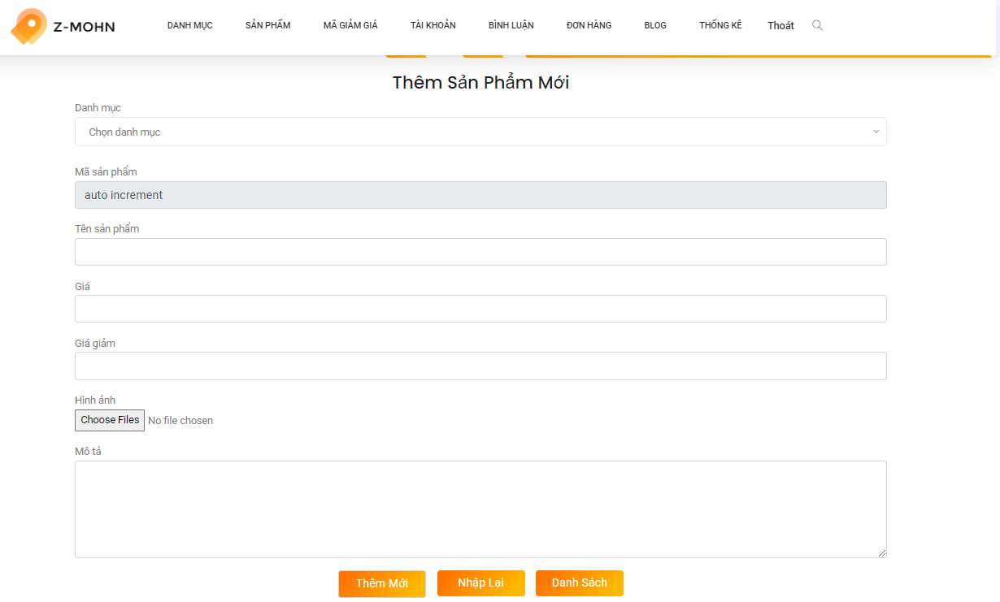 Z-MOHN DANH MỤC SẢN PHẨM MÃ GIẢM GIÁ TÀI KHOẢN BÌNH LUẬN ĐƠN HÀNG BLOG THỐNG KÊ Thoát
Thêm Sản Phẩm Mới
Danh mục
Chọn danh mục
Mã sản phẩm
auto increment
Tên sản phẩm
Giá
Giá giảm
Hình ảnh
Choose Files No file chosen
Mô tả
Thêm Mới Nhập Lại Danh Sách